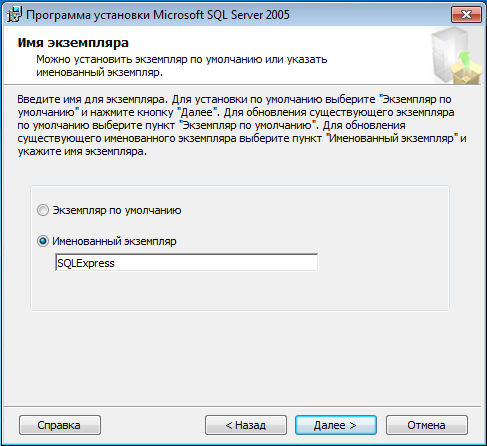 Программа установки Microsoft SQL Server 2005
Имя экземпляра
Можно установить экземпляр по умолчанию или указать
именованный экземпляр.
Введите имя для экземпляра. Для установки по умолчанию выберите "Экземпляр по
умолчанию" и нажмите кнопку "Далее". Для обновления существующего экземпляра
по умолчанию выберите пункт "Экземпляр по умолчанию". Для обновления
существующего именованного экземпляра выберите пункт "Именованный экземпляр" и
укажите имя экземпляра.
Экземпляр по умолчанию
Именованный экземпляр
SQLExpress
Справка
< Назад
Далее >
Отмена